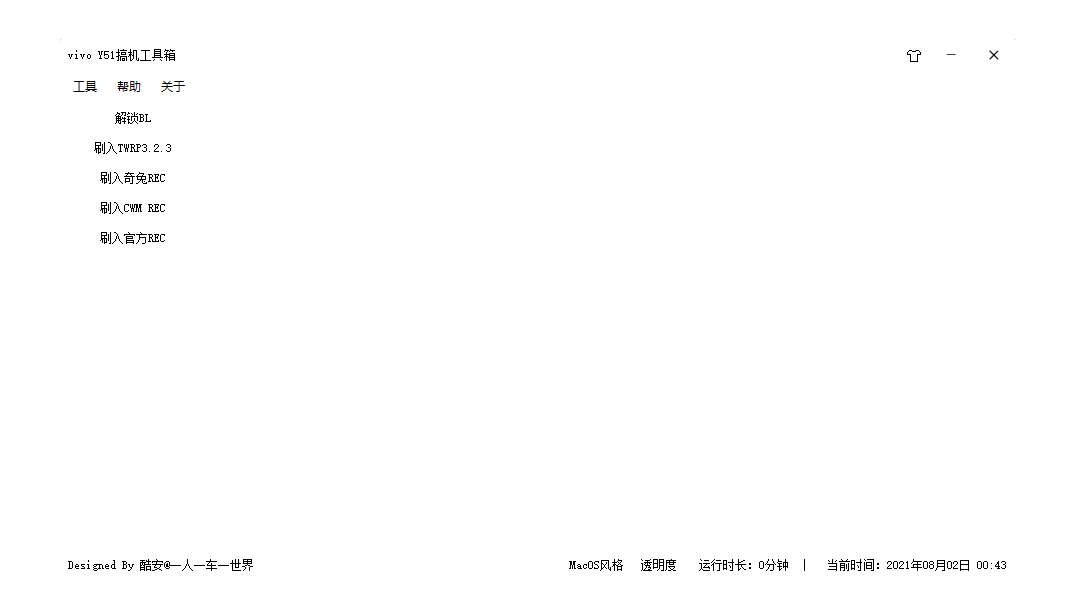 vivo Y51搞机工具箱
工具 帮助 关于
解锁BL
刷入TWRP3.2.3
刷入奇兔REC
刷入CWM REC
刷入官方REC
Designed By 酷安@一人一车一世界 MacOS风格 透明度 运行时长：0分钟 | 当前时间：2021年08月02日 00:43